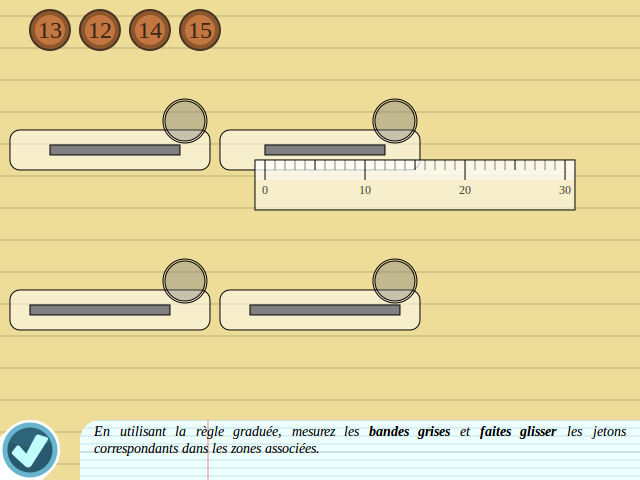 13 12 14 15
0 10 20 30
En utilisant la règle graduée, mesurez les bandes grises et faites glisser les jetons
correspondants dans les zones associées.